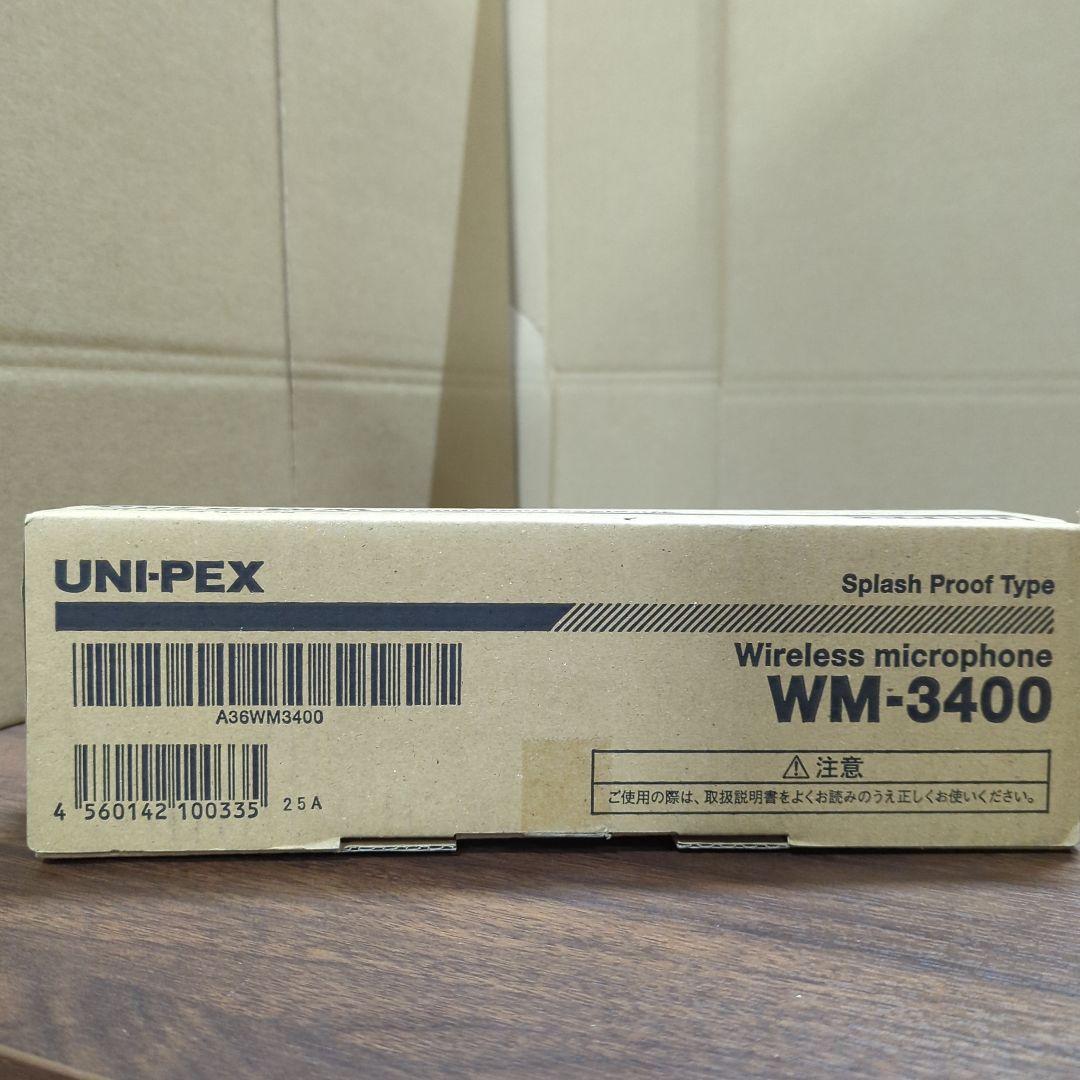 UNI-PEX
Splash Proof Type
Wireless microphone
WM-3400
A36WM3400
4 560142 100335 25A
⚠注意
ご使用の際は、取扱説明書をよくお読みのうえ正しくお使いください。